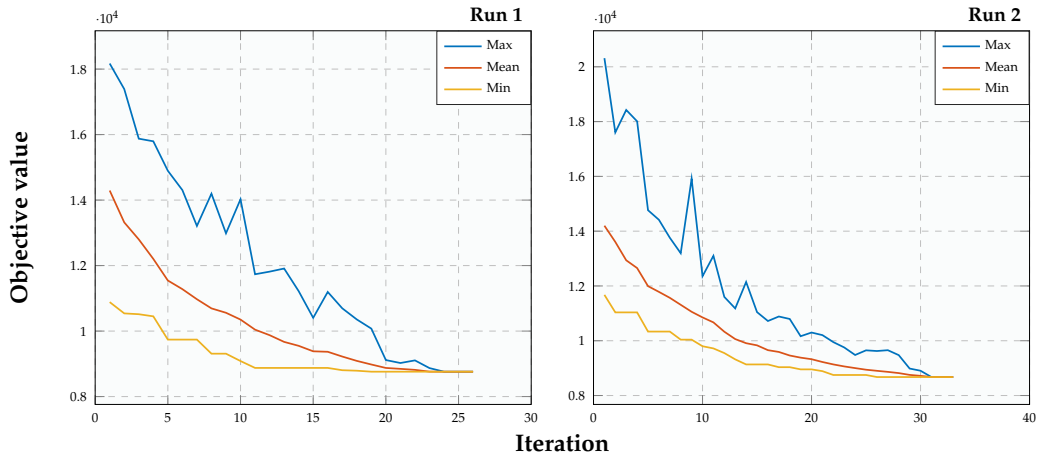 Run 1
Run 2
·10⁴
·10⁴
Max
Mean
Min
Max
Mean
Min
1.8
1.6
1.4
1.2
1
0.8
2
1.8
1.6
1.4
1.2
1
0.8
0 5 10 15 20 25 30
0 10 20 30 40
Objective value
Iteration